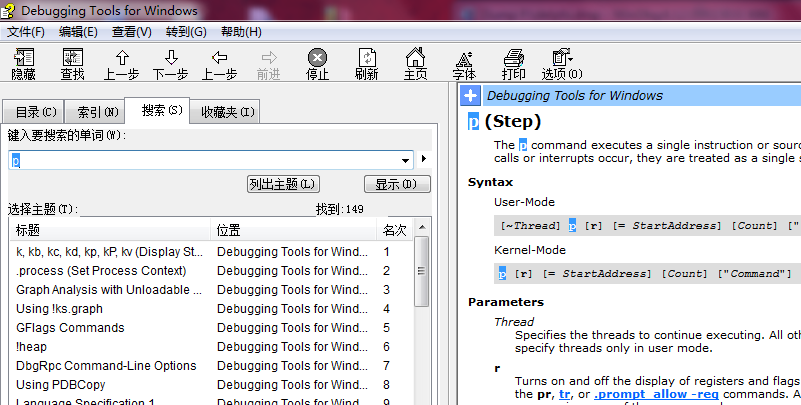 Debugging Tools for Windows
文件(F) 编辑(E) 查看(V) 转到(G) 帮助(H)
隐藏 查找 上一步 下一步 上一步 前进 停止 刷新 主页 字体 打印 选项(O)
目录(C) 索引(N) 搜索(S) 收藏夹(I)
键入要搜索的单词(W):
p
列出主题(L) 显示(D)
选择主题(T): 找到:149
标题 位置 名次
k, kb, kc, kd, kp, kP, kv (Display St... Debugging Tools for Wind... 1
.process (Set Process Context) Debugging Tools for Wind... 2
Graph Analysis with Unloadable ... Debugging Tools for Wind... 3
Using !ks.graph Debugging Tools for Wind... 4
GFlags Commands Debugging Tools for Wind... 5
!heap Debugging Tools for Wind... 6
DbgRpc Command-Line Options Debugging Tools for Wind... 7
Using PDBCopy Debugging Tools for Wind... 8
Language Specification 1 Debugging Tools for Wind... 9
Debugging Tools for Windows
p (Step)
The p command executes a single instruction or sour
calls or interrupts occur, they are treated as a single s
Syntax
User-Mode
[~Thread] p [r] [= StartAddress] [Count] ["
Kernel-Mode
p [r] [= StartAddress] [Count] ["Command"]
Parameters
Thread
Specifies the threads to continue executing. All oth
specify threads only in user mode.
r
Turns on and off the display of registers and flags
the pr, tr, or .prompt_allow -reg commands. A